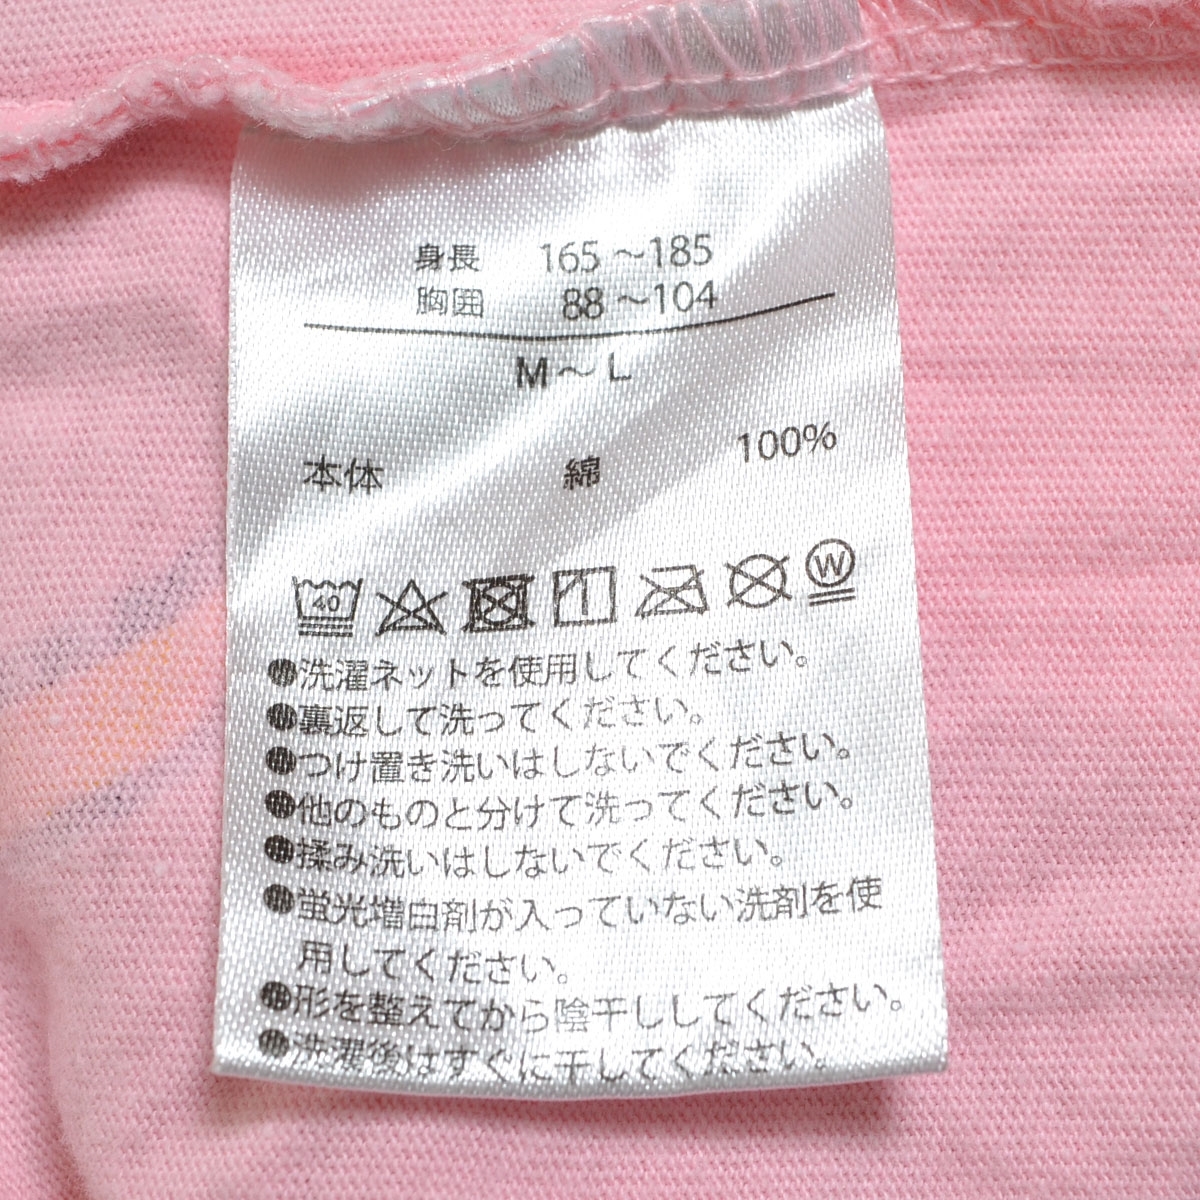 身長 165～185
胸囲 88～104
M～L
本体 綿 100%
40 W
●洗濯ネットを使用してください。
●裏返して洗ってください。
●つけ置き洗いはしないでください。
●他のものと分けて洗ってください。
●揉み洗いはしないでください。
●蛍光増白剤が入っていない洗剤を使
用してください。
●形を整えてから陰干ししてください。
●洗濯後はすぐに干してください。